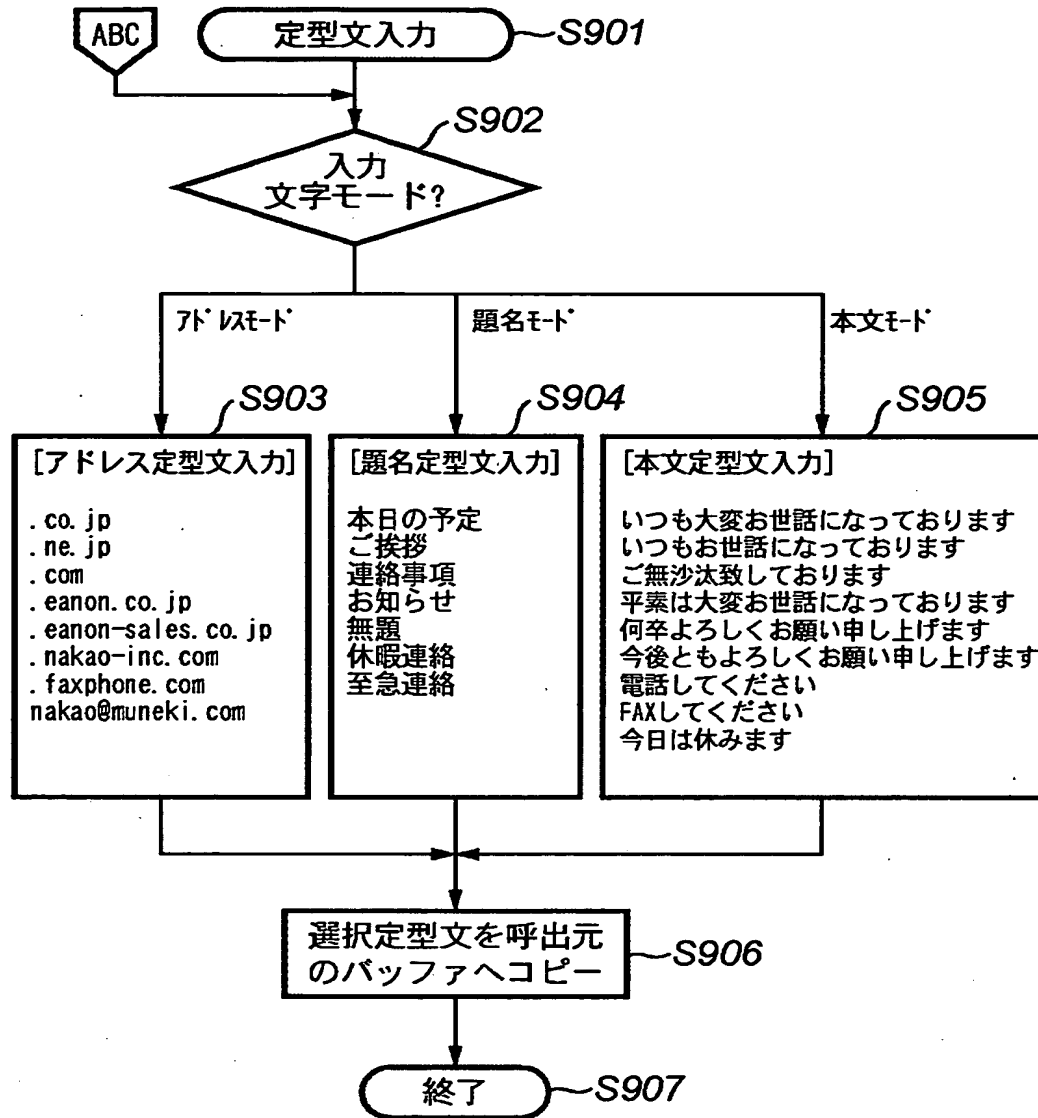 ABC
定型文入力
S901
S902
入力
文字モード?
ｱﾄﾞﾚｽﾓｰﾄﾞ
題名ﾓｰﾄﾞ
本文ﾓｰﾄﾞ
S903
[アドレス定型文入力]
.co.jp
.ne.jp
.com
.eanon.co.jp
.eanon-sales.co.jp
.nakao-inc.com
.faxphone.com
nakao@muneki.com
S904
[題名定型文入力]
本日の予定
ご挨拶
連絡事項
お知らせ
無題
休暇連絡
至急連絡
S905
[本文定型文入力]
いつも大変お世話になっております
いつもお世話になっております
ご無沙汰致しております
平素は大変お世話になっております
何卒よろしくお願い申し上げます
今後ともよろしくお願い申し上げます
電話してください
FAXしてください
今日は休みます
選択定型文を呼出元
のバッファへコピー
S906
終了
S907